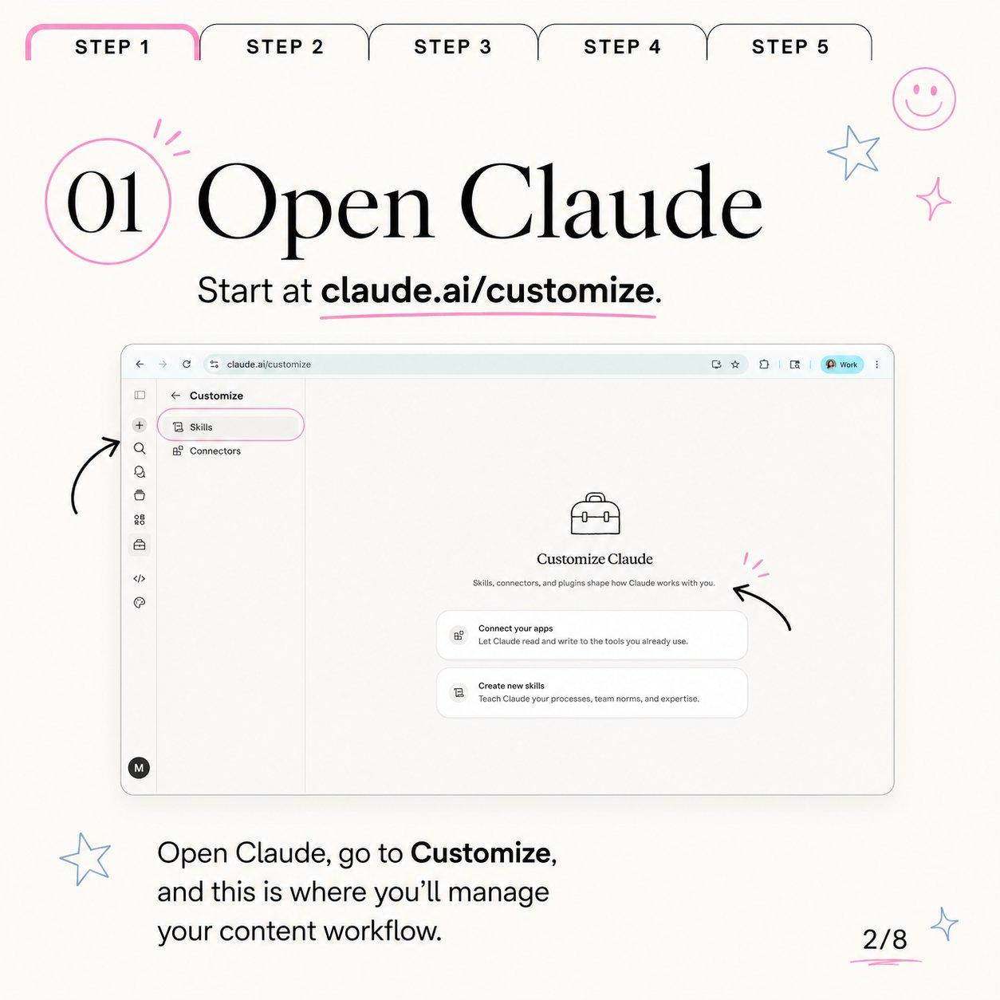 STEP 1
STEP 2
STEP 3
STEP 4
STEP 5
01
Open Claude
Start at claude.ai/customize.
claude.ai/customize
Work
Customize
Skills
Connectors
Customize Claude
Skills, connectors, and plugins shape how Claude works with you.
Connect your apps
Let Claude read and write to the tools you already use.
Create new skills
Teach Claude your processes, team norms, and expertise.
M
Open Claude, go to Customize,
and this is where you’ll manage
your content workflow.
2/8